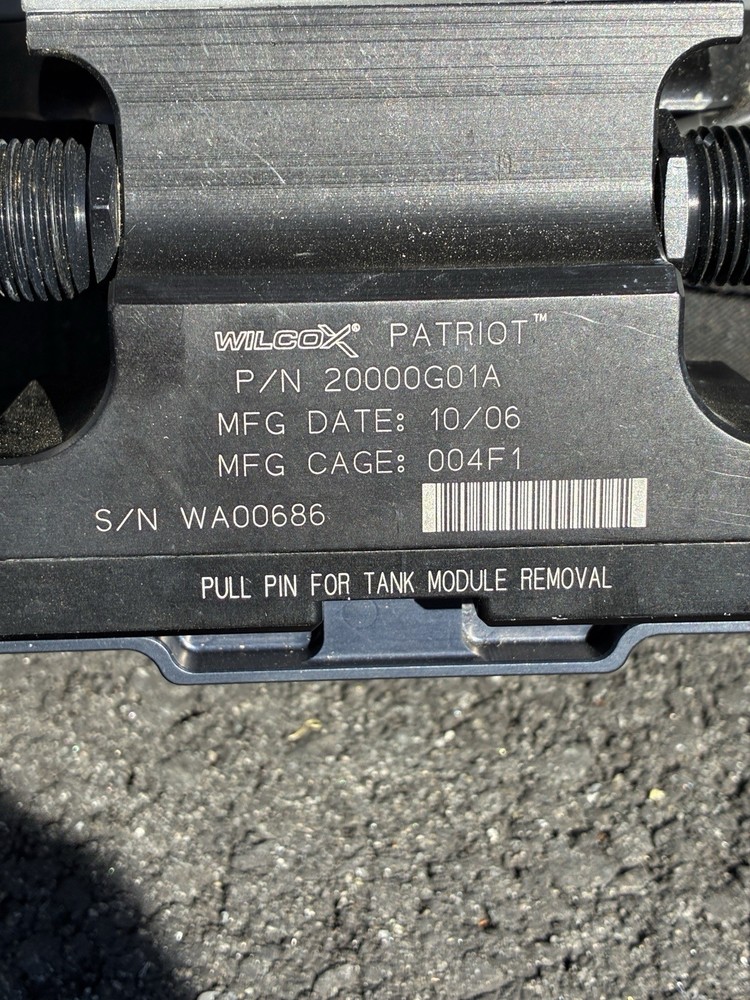 WILCOX® PATRIOT™
P/N 20000G01A
MFG DATE: 10/06
MFG CAGE: 004F1
S/N WA00686
PULL PIN FOR TANK MODULE REMOVAL